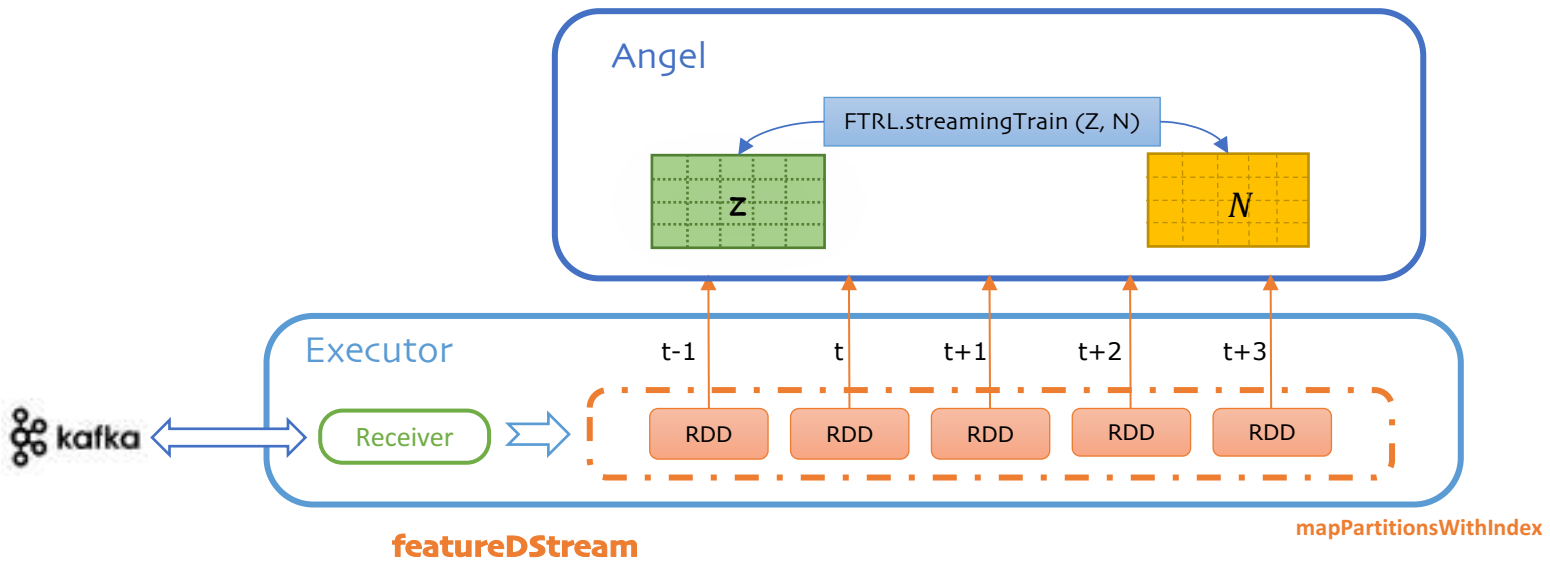 Angel
FTRL.streamingTrain (Z, N)
z
N
Executor
t-1
t
t+1
t+2
t+3
kafka
Receiver
RDD
RDD
RDD
RDD
RDD
mapPartitionsWithIndex
featureDStream